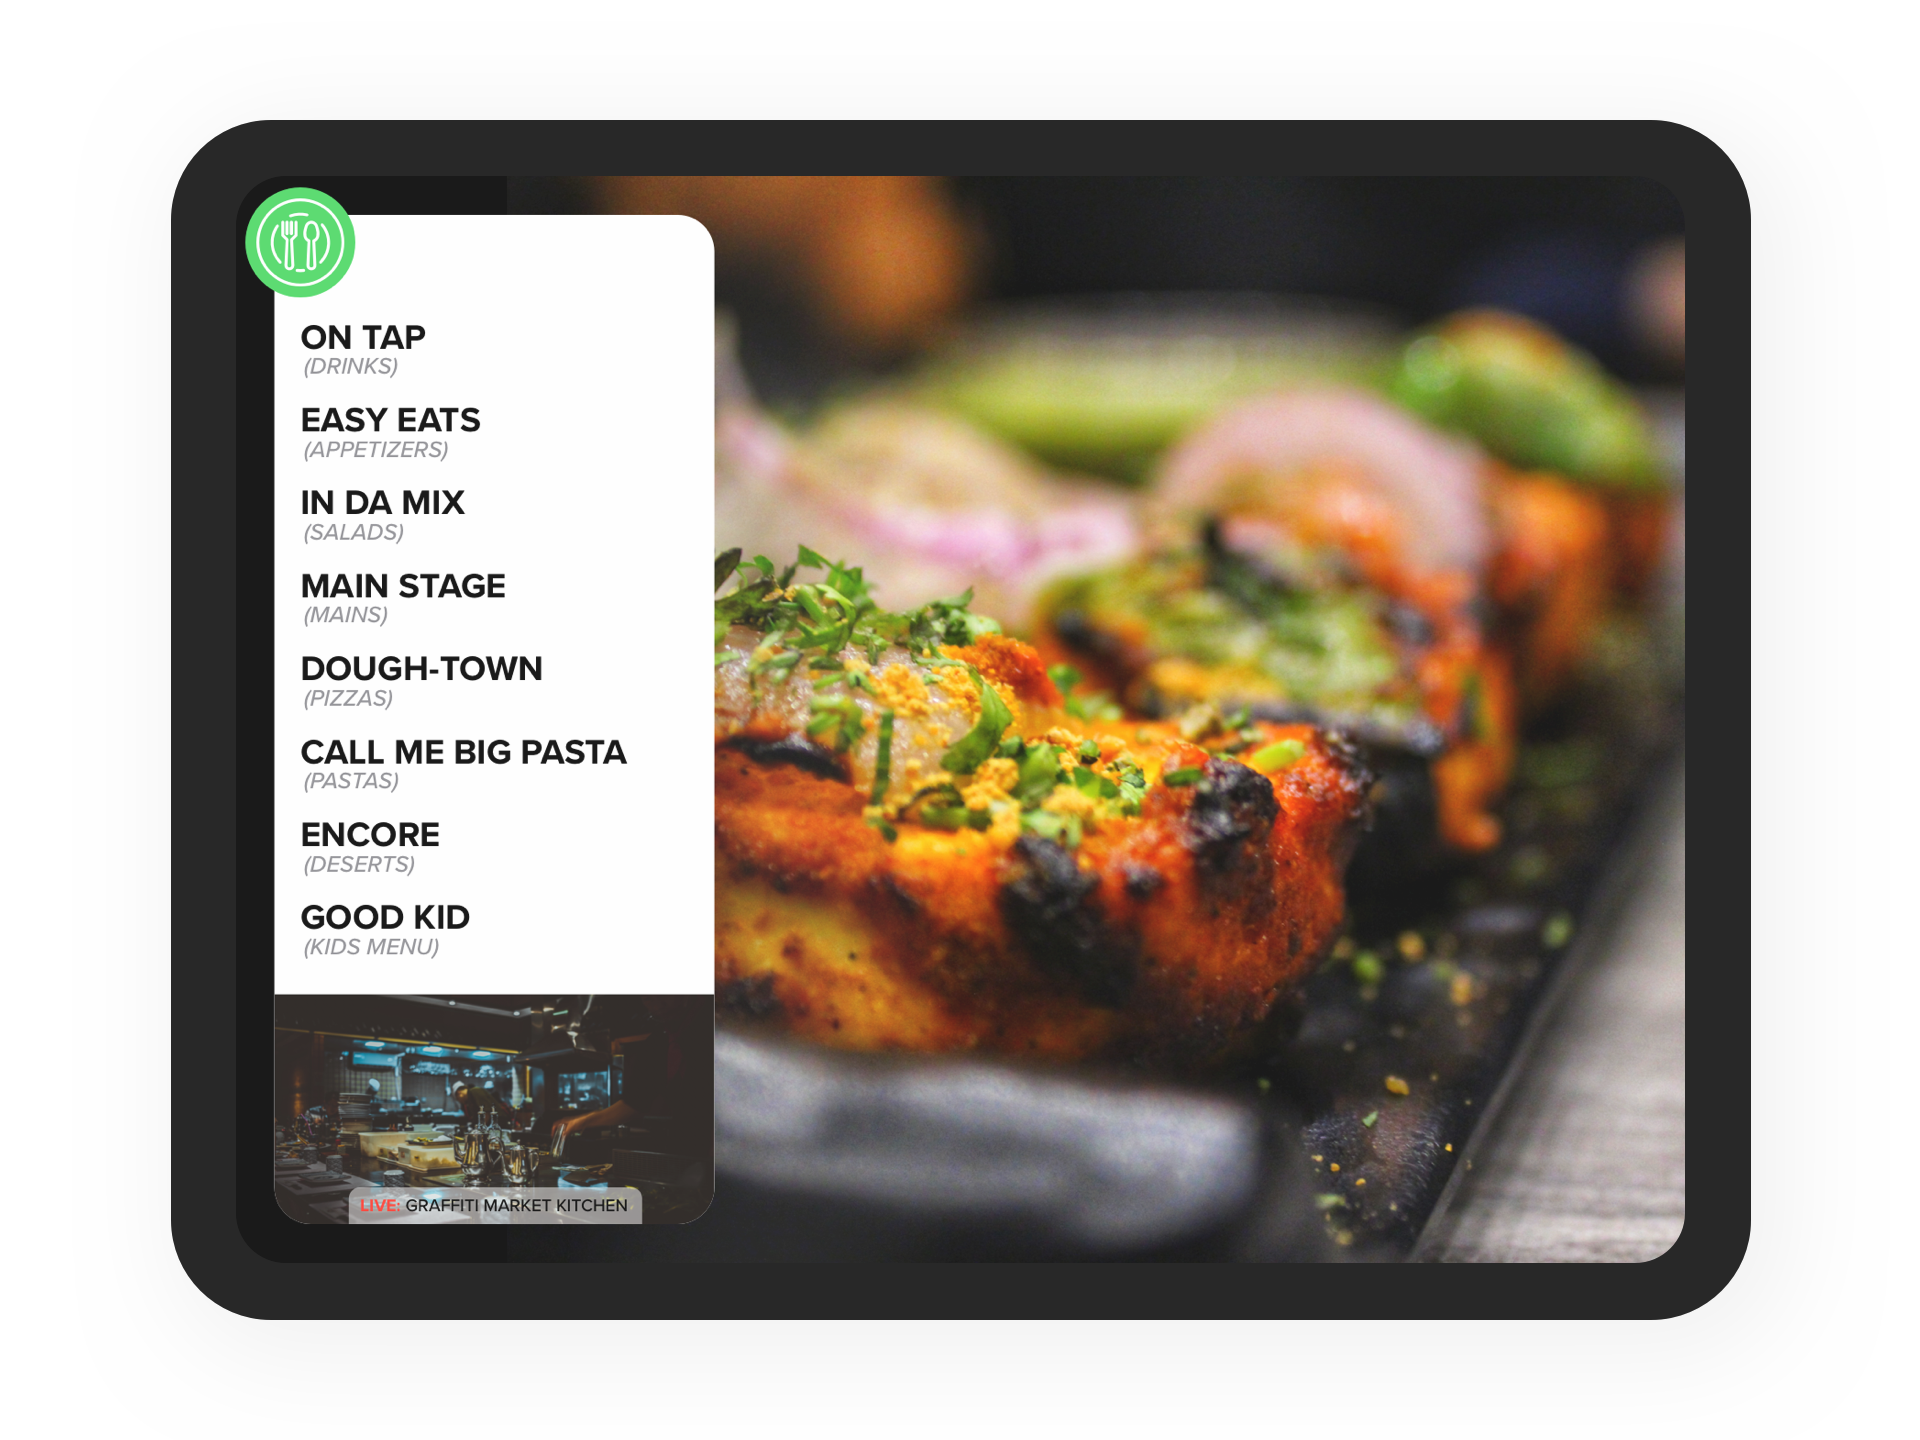 ON TAP
(DRINKS)
EASY EATS
(APPETIZERS)
IN DA MIX
(SALADS)
MAIN STAGE
(MAINS)
DOUGH-TOWN
(PIZZAS)
CALL ME BIG PASTA
(PASTAS)
ENCORE
(DESERTS)
GOOD KID
(KIDS MENU)
LIVE: GRAFFITI MARKET KITCHEN